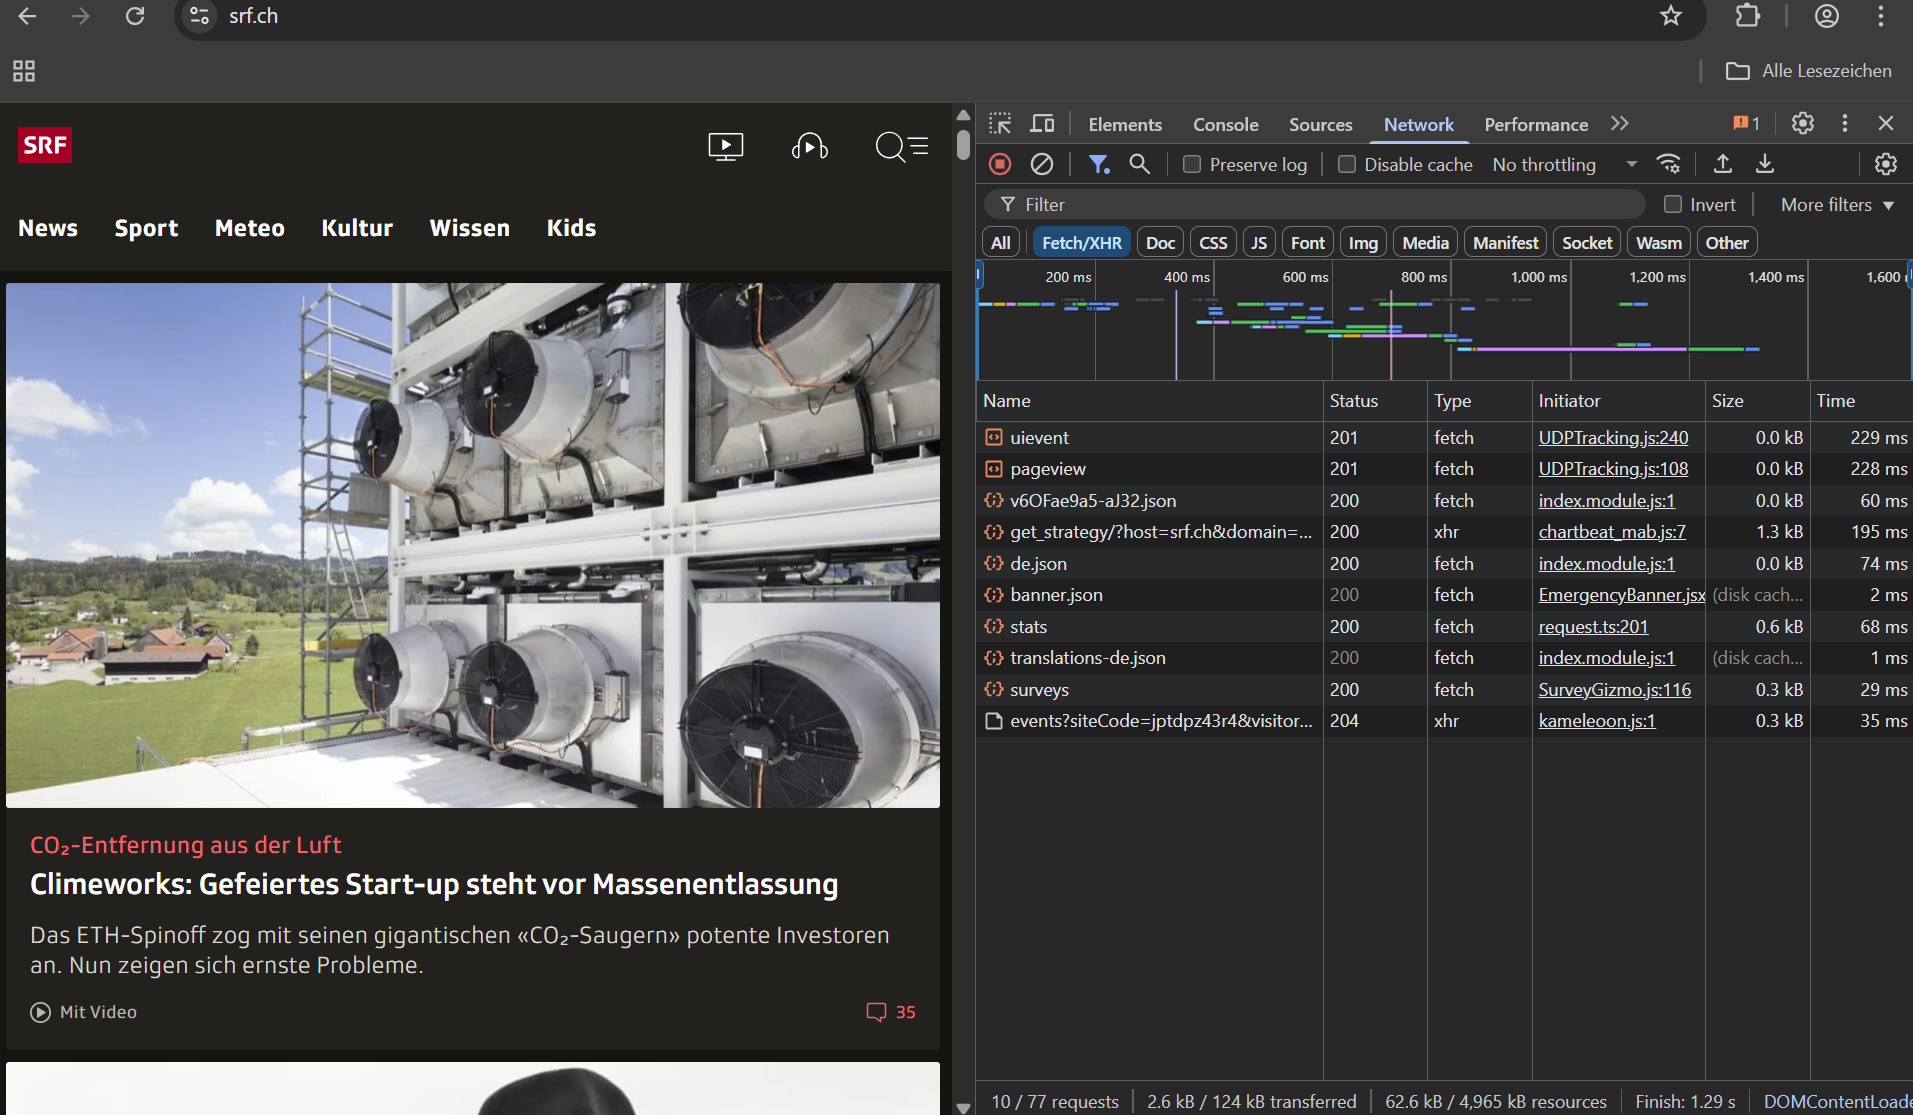 srf.ch
Alle Lesezeichen
SRF
News Sport Meteo Kultur Wissen Kids
CO₂-Entfernung aus der Luft
Climeworks: Gefeiertes Start-up steht vor Massenentlassung
Das ETH-Spinoff zog mit seinen gigantischen «CO₂-Saugern» potente Investoren
an. Nun zeigen sich ernste Probleme.
Mit Video 35
Elements Console Sources Network Performance 1
Preserve log Disable cache No throttling
Filter Invert More filters
All Fetch/XHR Doc CSS JS Font Img Media Manifest Socket Wasm Other
200 ms 400 ms 600 ms 800 ms 1,000 ms 1,200 ms 1,400 ms 1,600
Name Status Type Initiator Size Time
uievent 201 fetch UDPTracking.js:240 0.0 kB 229 ms
pageview 201 fetch UDPTracking.js:108 0.0 kB 228 ms
v6OFae9a5-aJ32.json 200 fetch index.module.js:1 0.0 kB 60 ms
get_strategy/?host=srf.ch&domain=... 200 xhr chartbeat_mab.js:7 1.3 kB 195 ms
de.json 200 fetch index.module.js:1 0.0 kB 74 ms
banner.json 200 fetch EmergencyBanner.jsx (disk cach... 2 ms
stats 200 fetch request.ts:201 0.6 kB 68 ms
translations-de.json 200 fetch index.module.js:1 (disk cach... 1 ms
surveys 200 fetch SurveyGizmo.js:116 0.3 kB 29 ms
events?siteCode=jptdpz43r4&visitor... 204 xhr kameleoon.js:1 0.3 kB 35 ms
10 / 77 requests 2.6 kB / 124 kB transferred 62.6 kB / 4,965 kB resources Finish: 1.29 s DOMContentLoade